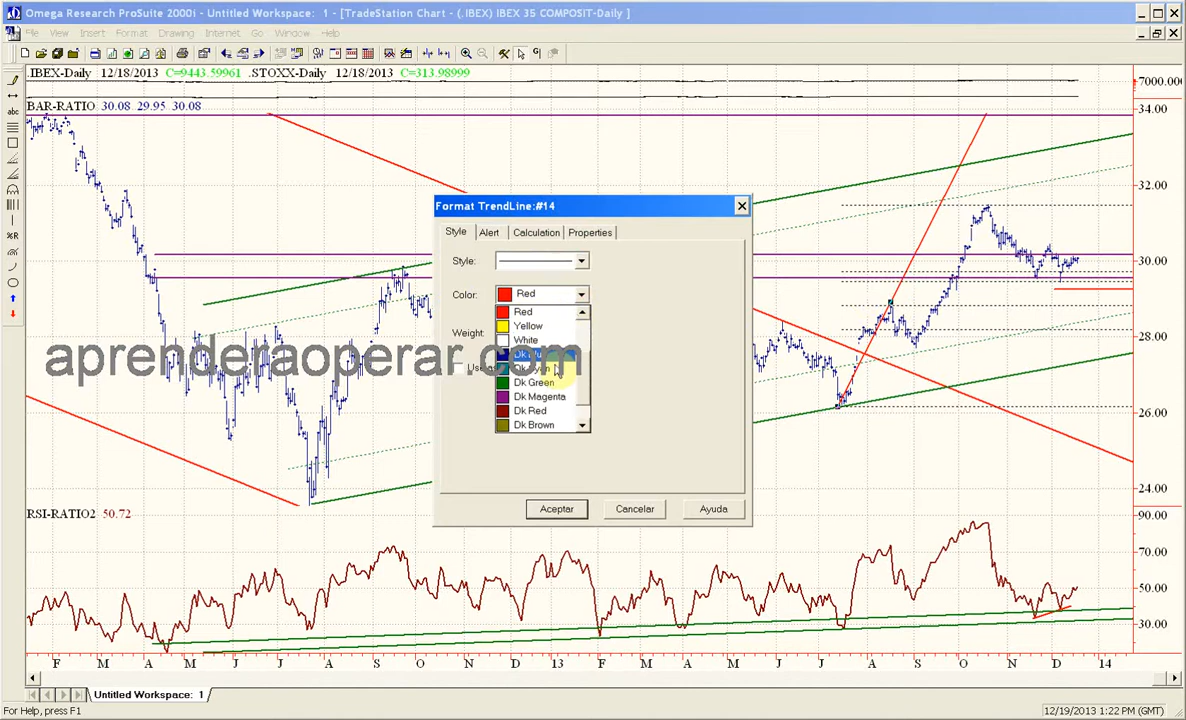 Omega Research ProSuite 2000i - Untitled Workspace: 1 - [TradeStation Chart - (.IBEX) IBEX 35 COMPOSIT-Daily ]
File View Insert Format Drawing Internet Go Window Help
.IBEX-Daily 12/18/2013 C=9443.59961 .STOXX-Daily 12/18/2013 C=313.98999
7000.00
BAR-RATIO 30.08 29.95 30.08
34.00
32.00
30.00
28.00
26.00
24.00
Format TrendLine:#14
Style Alert Calculation Properties
Style:
Color: Red
Red
Yellow
Weight:
White
Dk Green
Dk Magenta
Dk Red
Dk Brown
Aceptar Cancelar Ayuda
aprenderaoperar.com
RSI-RATIO2 50.72
90.00
70.00
50.00
30.00
F M A J J A S O N D 13 F M A M J J A S O N D 14
Untitled Workspace: 1
For Help, press F1
12/19/2013 1:22 PM (GMT)
abc
%R